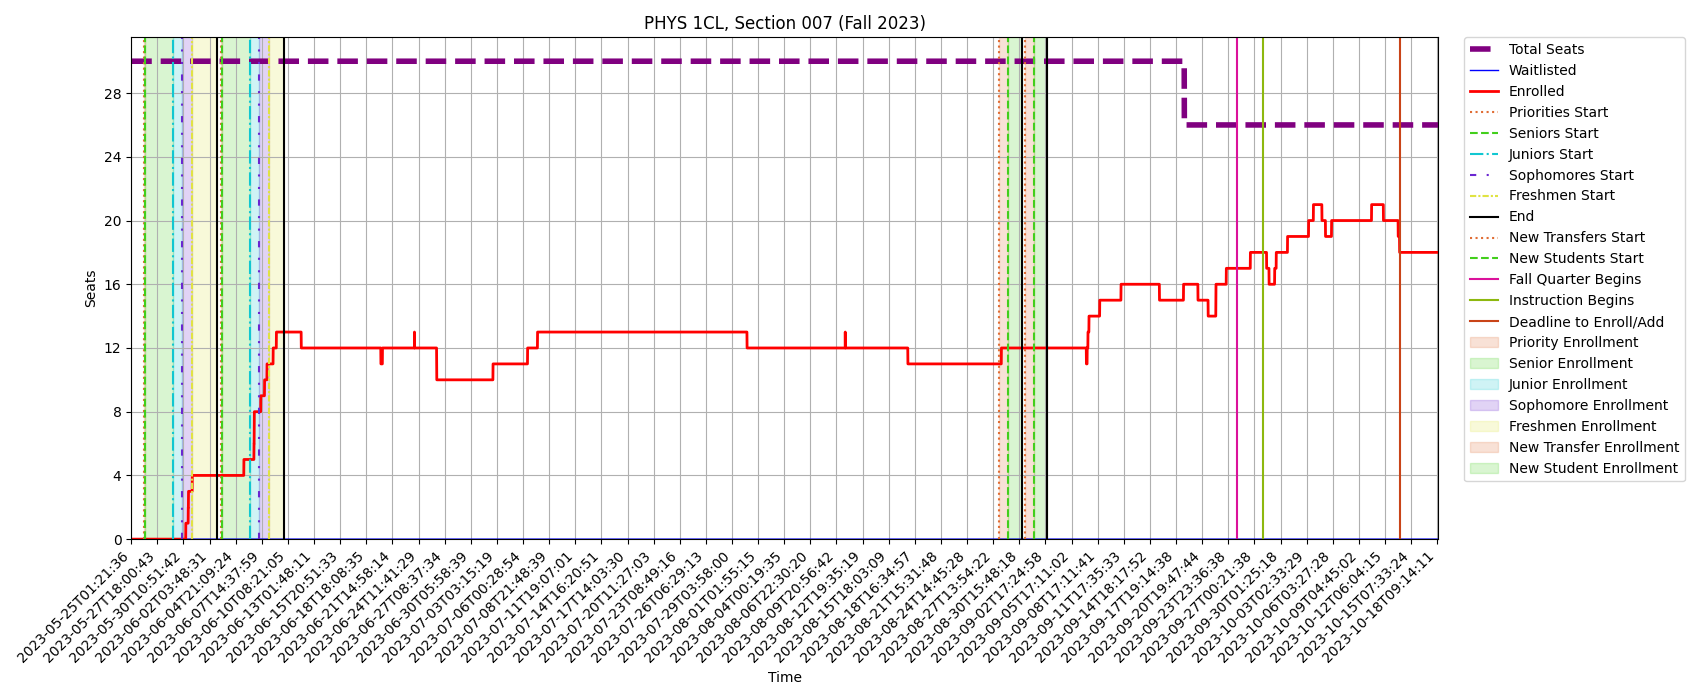 PHYS 1CL, Section 007 (Fall 2023)
Seats
28
24
20
16
12
8
4
0
2023-05-25T01:21:36
2023-05-27T18:00:43
2023-05-30T10:51:42
2023-06-02T03:48:31
2023-06-04T21:09:24
2023-06-07T14:37:59
2023-06-10T08:21:05
2023-06-13T01:48:11
2023-06-15T20:51:33
2023-06-18T18:08:35
2023-06-21T14:58:14
2023-06-24T11:41:29
2023-06-27T08:37:34
2023-06-30T05:58:39
2023-07-03T03:15:19
2023-07-06T00:28:54
2023-07-08T21:48:39
2023-07-11T19:07:01
2023-07-14T16:20:51
2023-07-17T14:03:30
2023-07-20T11:27:03
2023-07-23T08:49:16
2023-07-26T06:29:13
2023-07-29T03:58:00
2023-08-01T01:55:15
2023-08-04T00:19:35
2023-08-06T22:30:20
2023-08-09T20:56:42
2023-08-12T19:35:19
2023-08-15T18:03:09
2023-08-18T16:34:57
2023-08-21T15:31:48
2023-08-24T14:45:28
2023-08-27T13:54:22
2023-08-30T15:48:18
2023-09-02T17:24:58
2023-09-05T17:11:02
2023-09-08T17:11:41
2023-09-11T17:35:33
2023-09-14T18:17:52
2023-09-17T19:14:38
2023-09-20T19:47:44
2023-09-23T23:36:38
2023-09-27T00:21:38
2023-09-30T01:25:18
2023-10-03T02:33:29
2023-10-06T03:27:28
2023-10-09T04:45:02
2023-10-12T06:04:15
2023-10-15T07:33:24
2023-10-18T09:14:11
Time
Total Seats
Waitlisted
Enrolled
Priorities Start
Seniors Start
Juniors Start
Sophomores Start
Freshmen Start
End
New Transfers Start
New Students Start
Fall Quarter Begins
Instruction Begins
Deadline to Enroll/Add
Priority Enrollment
Senior Enrollment
Junior Enrollment
Sophomore Enrollment
Freshmen Enrollment
New Transfer Enrollment
New Student Enrollment